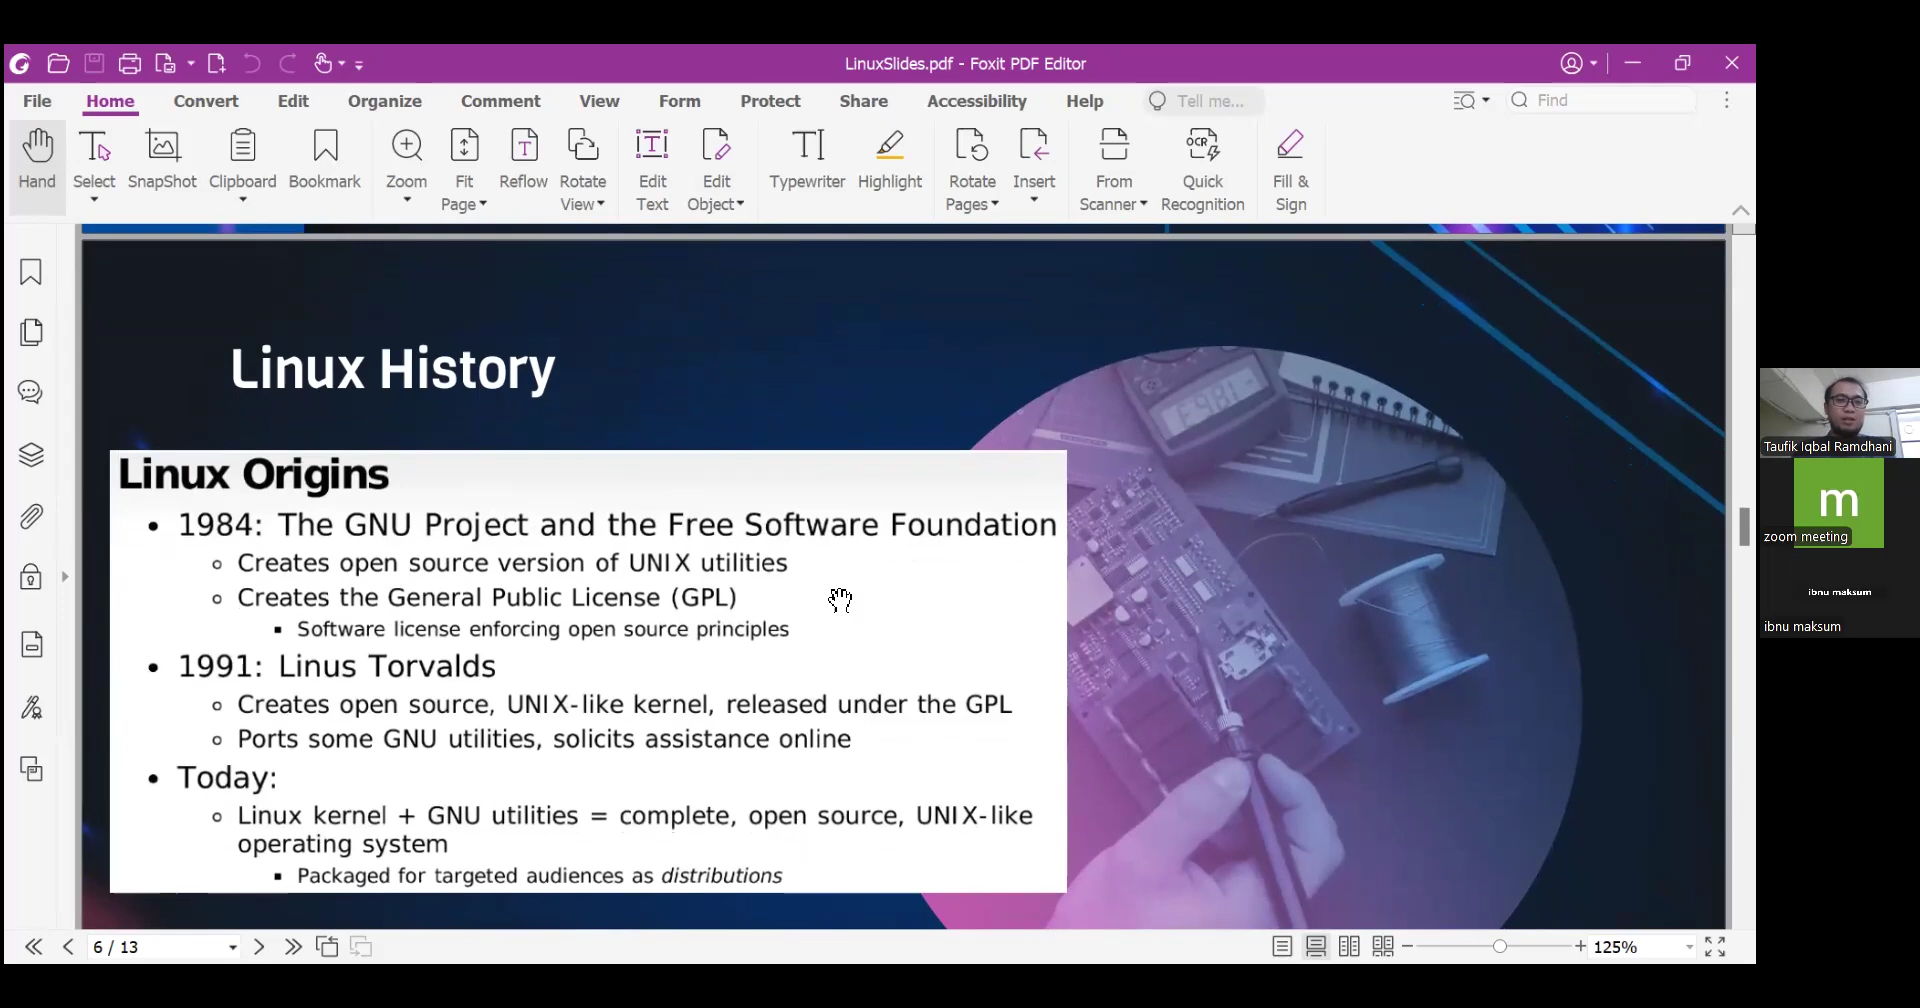 LinuxSlides.pdf - Foxit PDF Editor
File Home Convert Edit Organize Comment View Form Protect Share Accessibility Help Tell me... Find
Hand Select SnapShot Clipboard Bookmark Zoom Fit Page Reflow Rotate View Edit Text Edit Object Typewriter Highlight Rotate Pages Insert From Scanner Quick Recognition Fill & Sign
OCR
Linux History
Linux Origins
• 1984: The GNU Project and the Free Software Foundation
◦ Creates open source version of UNIX utilities
◦ Creates the General Public License (GPL)
▪ Software license enforcing open source principles
• 1991: Linus Torvalds
◦ Creates open source, UNIX-like kernel, released under the GPL
◦ Ports some GNU utilities, solicits assistance online
• Today:
◦ Linux kernel + GNU utilities = complete, open source, UNIX-like
operating system
▪ Packaged for targeted audiences as distributions
Taufik Iqbal Ramdhani
m
zoom meeting
ibnu maksum
ibnu maksum
6 / 13
125%